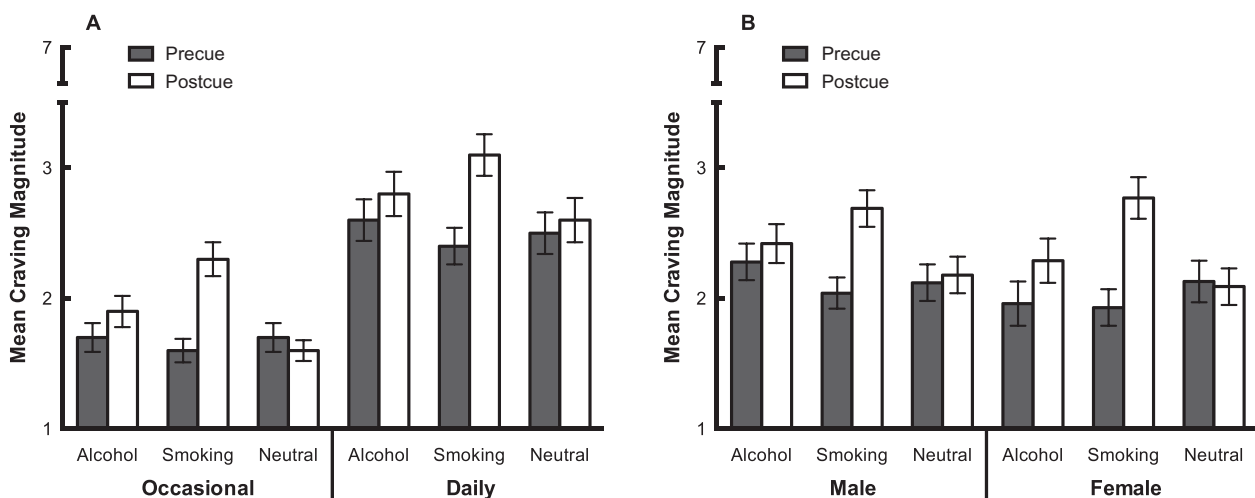 A
7
Precue
Postcue
3
2
1
Mean Craving Magnitude
Alcohol Smoking Neutral Alcohol Smoking Neutral
Occasional Daily
B
7
Precue
Postcue
3
2
1
Mean Craving Magnitude
Alcohol Smoking Neutral Alcohol Smoking Neutral
Male Female